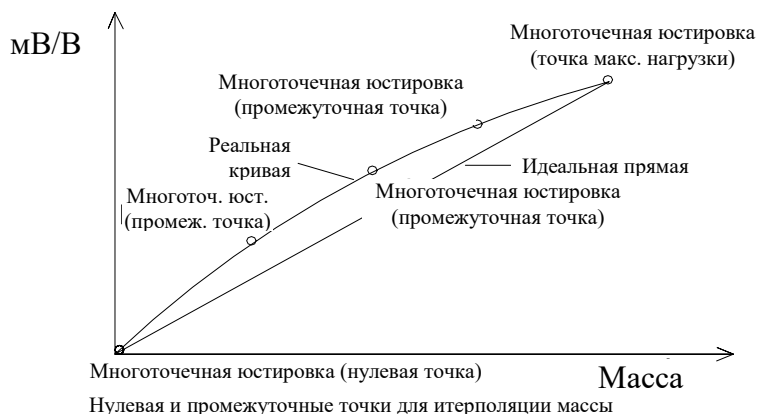 мВ/В
Многоточечная юстировка
(точка макс. нагрузки)
Многоточечная юстировка
(промежуточная точка)
Реальная
кривая
Идеальная прямая
Многоточечная юстировка
(промежуточная точка)
Многоточ. юст.
(промеж. точка)
Многоточечная юстировка (нулевая точка)
Масса
Нулевая и промежуточные точки для итерполяции массы